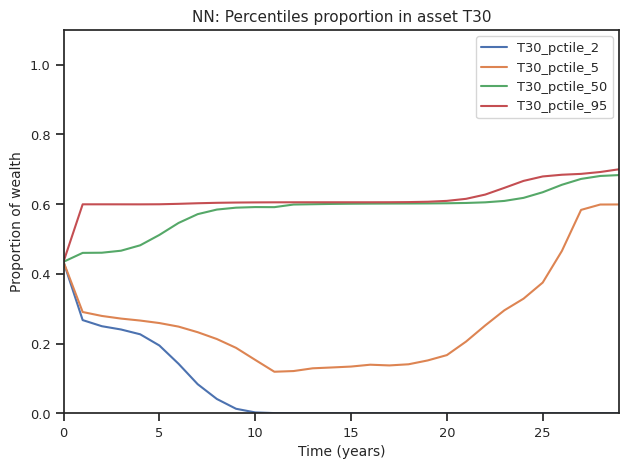 NN: Percentiles proportion in asset T30
T30_pctile_2
T30_pctile_5
T30_pctile_50
T30_pctile_95
Proportion of wealth
1.0
0.8
0.6
0.4
0.2
0.0
0 5 10 15 20 25
Time (years)